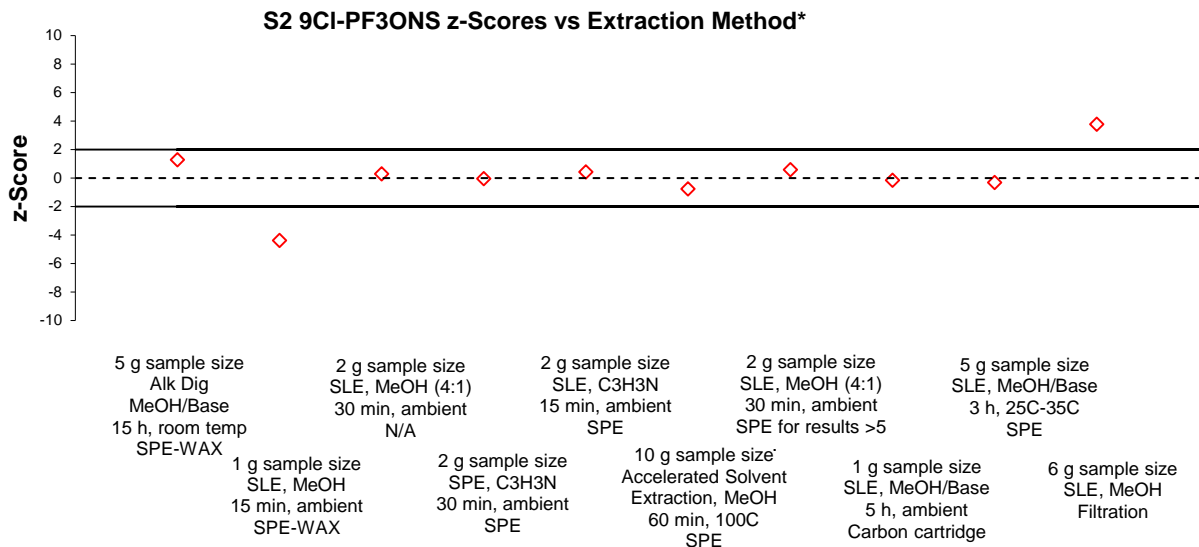 S2 9Cl-PF3ONS z-Scores vs Extraction Method*
10
8
6
4
2
0
-2
-4
-6
-8
-10
z-Score
5 g sample size
Alk Dig
MeOH/Base
15 h, room temp
SPE-WAX
1 g sample size
SLE, MeOH
15 min, ambient
SPE-WAX
2 g sample size
SLE, MeOH (4:1)
30 min, ambient
N/A
2 g sample size
SPE, C3H3N
30 min, ambient
SPE
2 g sample size
SLE, C3H3N
15 min, ambient
SPE
10 g sample size
Accelerated Solvent
Extraction, MeOH
60 min, 100C
SPE
2 g sample size
SLE, MeOH (4:1)
30 min, ambient
SPE for results >5
1 g sample size
SLE, MeOH/Base
5 h, ambient
Carbon cartridge
5 g sample size
SLE, MeOH/Base
3 h, 25C-35C
SPE
6 g sample size
SLE, MeOH
Filtration